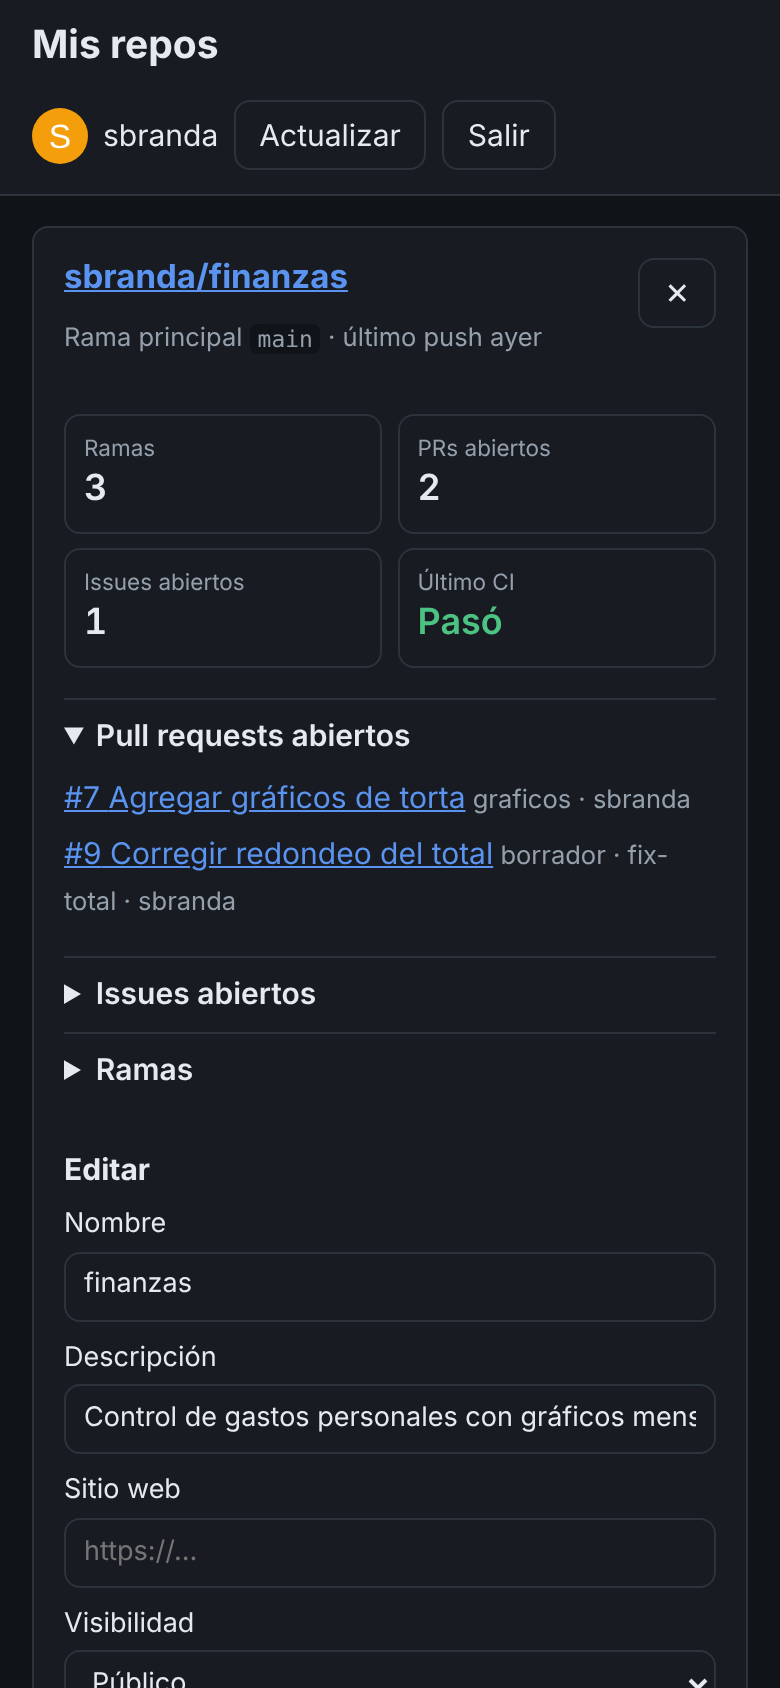 Mis repos
S sbranda Actualizar Salir
sbranda/finanzas
×
Rama principal main · último push ayer
Ramas
3
PRs abiertos
2
Issues abiertos
1
Último CI
Pasó
▼ Pull requests abiertos
#7 Agregar gráficos de torta graficos · sbranda
#9 Corregir redondeo del total borrador · fix-
total · sbranda
▶ Issues abiertos
▶ Ramas
Editar
Nombre
finanzas
Descripción
Control de gastos personales con gráficos mens
Sitio web
https://...
Visibilidad
Público